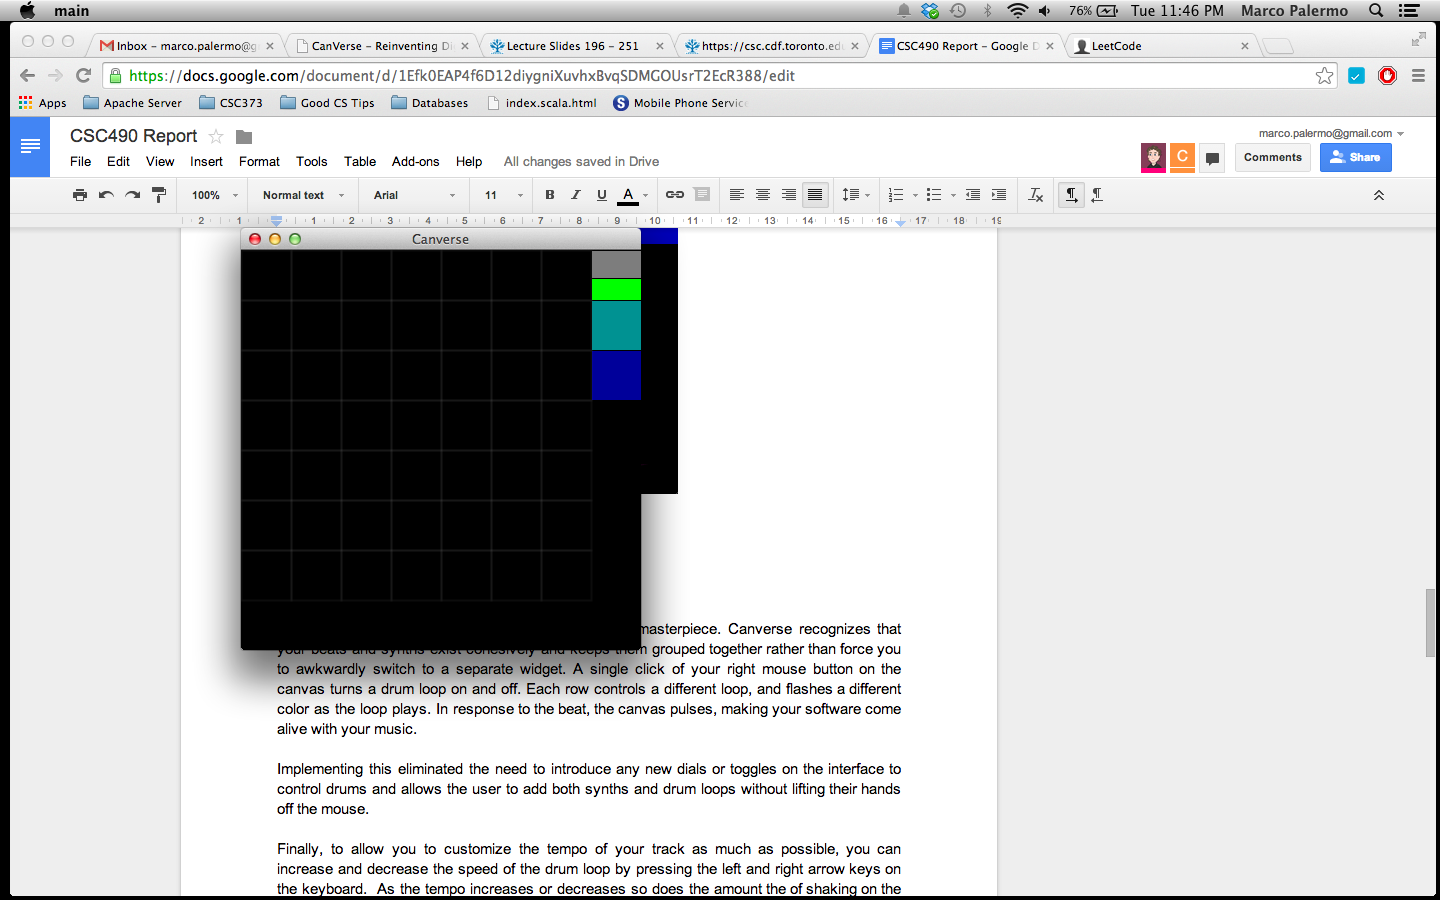 main 76% Tue 11:46 PM Marco Palermo
Inbox – marco.palermo@g CanVerse – Reinventing Di Lecture Slides 196 – 251 https://csc.cdf.toronto.ed CSC490 Report – Google D LeetCode
https://docs.google.com/document/d/1Efk0EAP4f6D12diygniXuvhxBvqSDMGOUsrT2EcR388/edit
Apps Apache Server CSC373 Good CS Tips Databases index.scala.html Mobile Phone Servic
CSC490 Report
marco.palermo@gmail.com
File Edit View Insert Format Tools Table Add-ons Help All changes saved in Drive
C Comments Share
100% Normal text Arial 11 B I U A
2 1 1 2 3 4 5 6 7 8 9 10 11 12 13 14 15 16 17 18 19
Canverse
masterpiece. Canverse recognizes that
your beats and synths exist cohesively and keeps them grouped together rather than force you
to awkwardly switch to a separate widget. A single click of your right mouse button on the
canvas turns a drum loop on and off. Each row controls a different loop, and flashes a different
color as the loop plays. In response to the beat, the canvas pulses, making your software come
alive with your music.
Implementing this eliminated the need to introduce any new dials or toggles on the interface to
control drums and allows the user to add both synths and drum loops without lifting their hands
off the mouse.
Finally, to allow you to customize the tempo of your track as much as possible, you can
increase and decrease the speed of the drum loop by pressing the left and right arrow keys on
the keyboard. As the tempo increases or decreases so does the amount the of shaking on the